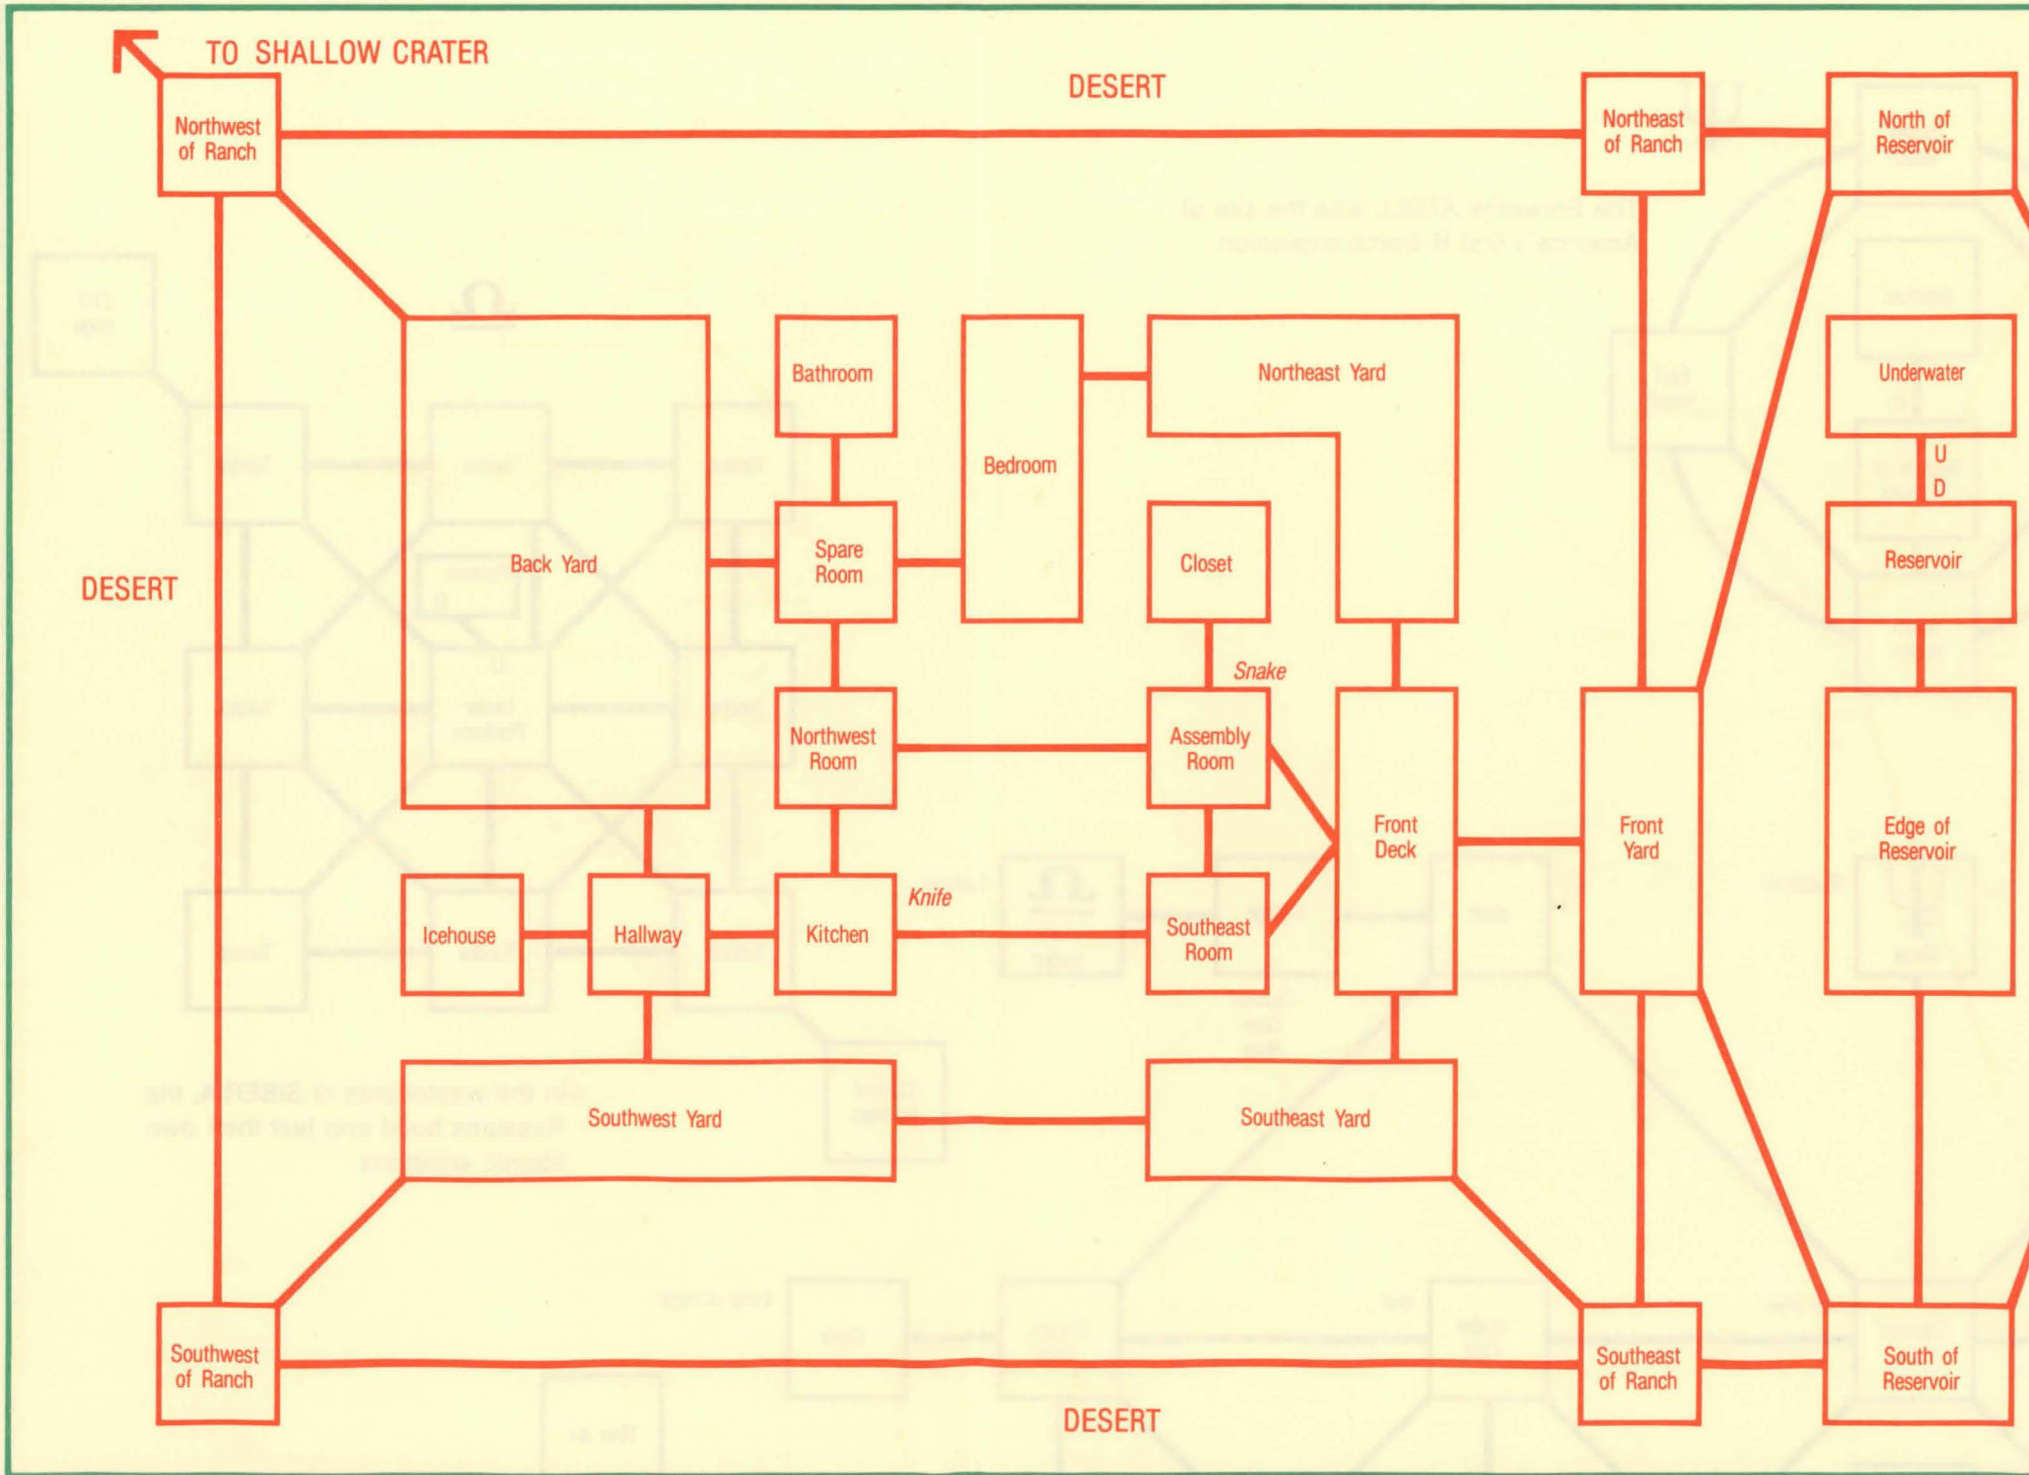 TO SHALLOW CRATER
DESERT
Northwest
of Ranch
Northeast
of Ranch
North of
Reservoir
Bathroom
Northeast Yard
Underwater
Bedroom
U
D
Back Yard
Spare
Room
Closet
Reservoir
DESERT
Snake
Northwest
Room
Assembly
Room
Front
Deck
Front
Yard
Edge of
Reservoir
Knife
Icehouse
Hallway
Kitchen
Southeast
Room
Southwest Yard
Southeast Yard
Southwest
of Ranch
Southeast
of Ranch
South of
Reservoir
DESERT